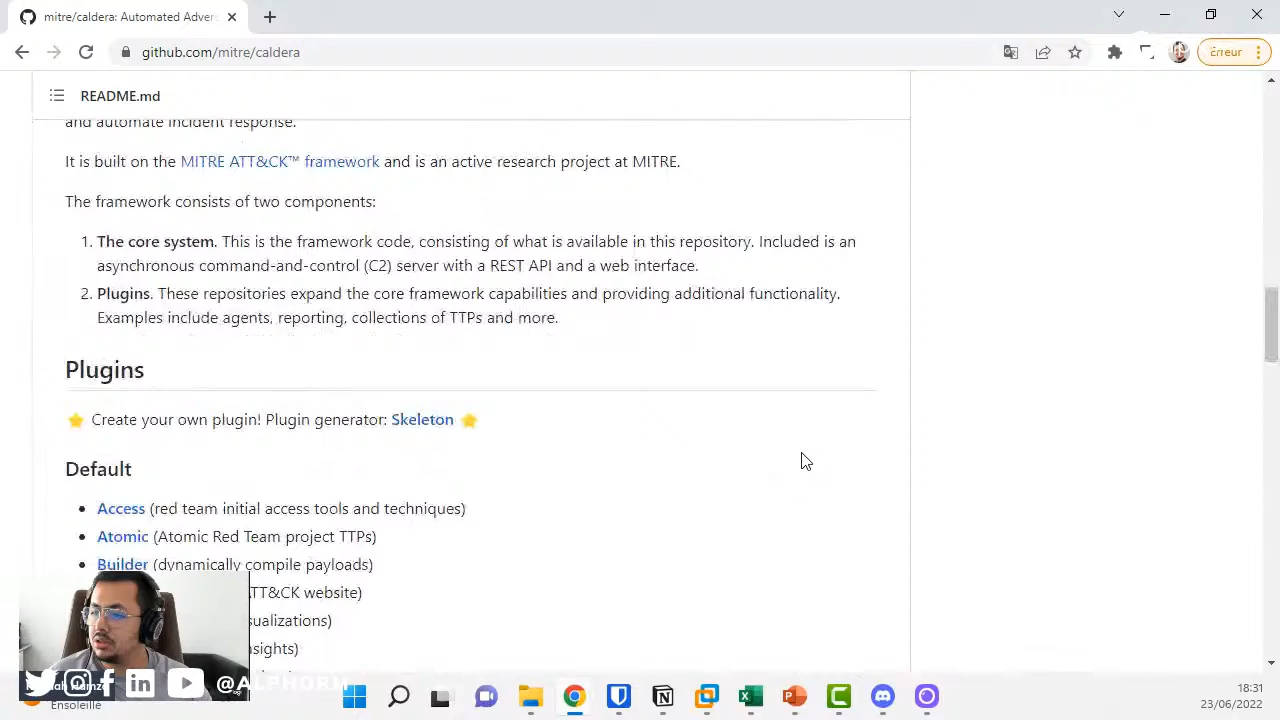 mitre/caldera: Automated Adver
github.com/mitre/caldera
Erreur
README.md
and automate incident response.
It is built on the MITRE ATT&CK™ framework and is an active research project at MITRE.
The framework consists of two components:
1. The core system. This is the framework code, consisting of what is available in this repository. Included is an
asynchronous command-and-control (C2) server with a REST API and a web interface.
2. Plugins. These repositories expand the core framework capabilities and providing additional functionality.
Examples include agents, reporting, collections of TTPs and more.
Plugins
Create your own plugin! Plugin generator: Skeleton
Default
Access (red team initial access tools and techniques)
Atomic (Atomic Red Team project TTPs)
Builder (dynamically compile payloads)
TT&CK website)
sualizations)
nsights)
@ALPHORM
Ensoleillé
18:31
23/06/2022